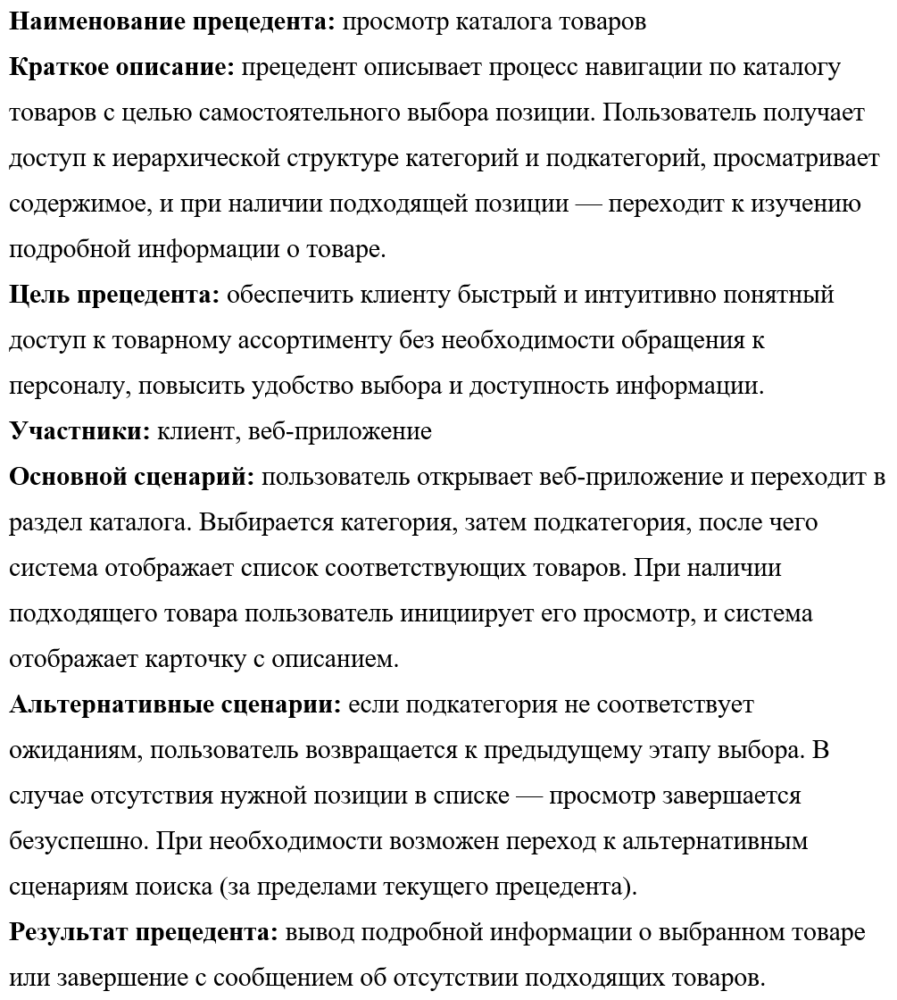 Наименование прецедента: просмотр каталога товаров
Краткое описание: прецедент описывает процесс навигации по каталогу
товаров с целью самостоятельного выбора позиции. Пользователь получает
доступ к иерархической структуре категорий и подкатегорий, просматривает
содержимое, и при наличии подходящей позиции — переходит к изучению
подробной информации о товаре.
Цель прецедента: обеспечить клиенту быстрый и интуитивно понятный
доступ к товарному ассортименту без необходимости обращения к
персоналу, повысить удобство выбора и доступность информации.
Участники: клиент, веб-приложение
Основной сценарий: пользователь открывает веб-приложение и переходит в
раздел каталога. Выбирается категория, затем подкатегория, после чего
система отображает список соответствующих товаров. При наличии
подходящего товара пользователь инициирует его просмотр, и система
отображает карточку с описанием.
Альтернативные сценарии: если подкатегория не соответствует
ожиданиям, пользователь возвращается к предыдущему этапу выбора. В
случае отсутствия нужной позиции в списке — просмотр завершается
безуспешно. При необходимости возможен переход к альтернативным
сценариям поиска (за пределами текущего прецедента).
Результат прецедента: вывод подробной информации о выбранном товаре
или завершение с сообщением об отсутствии подходящих товаров.